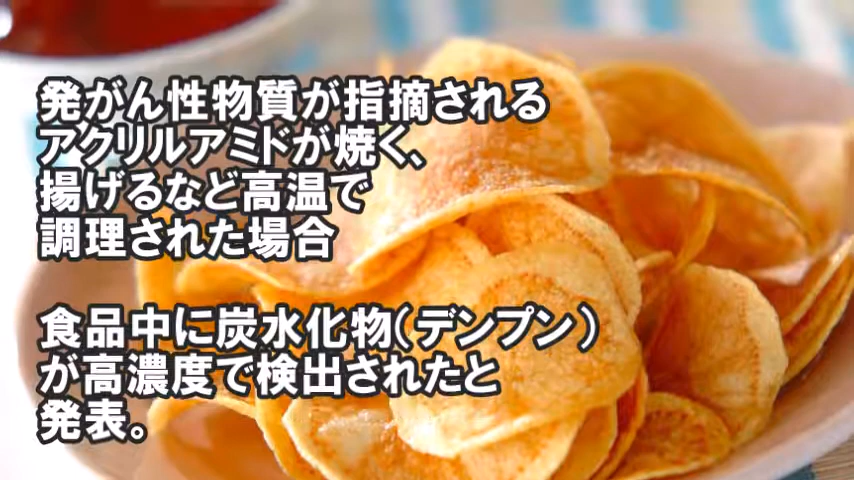 発がん性物質が指摘される
アクリルアミドが焼く、
揚げるなど高温で
調理された場合
食品中に炭水化物（デンプン）
が高濃度で検出されたと
発表。